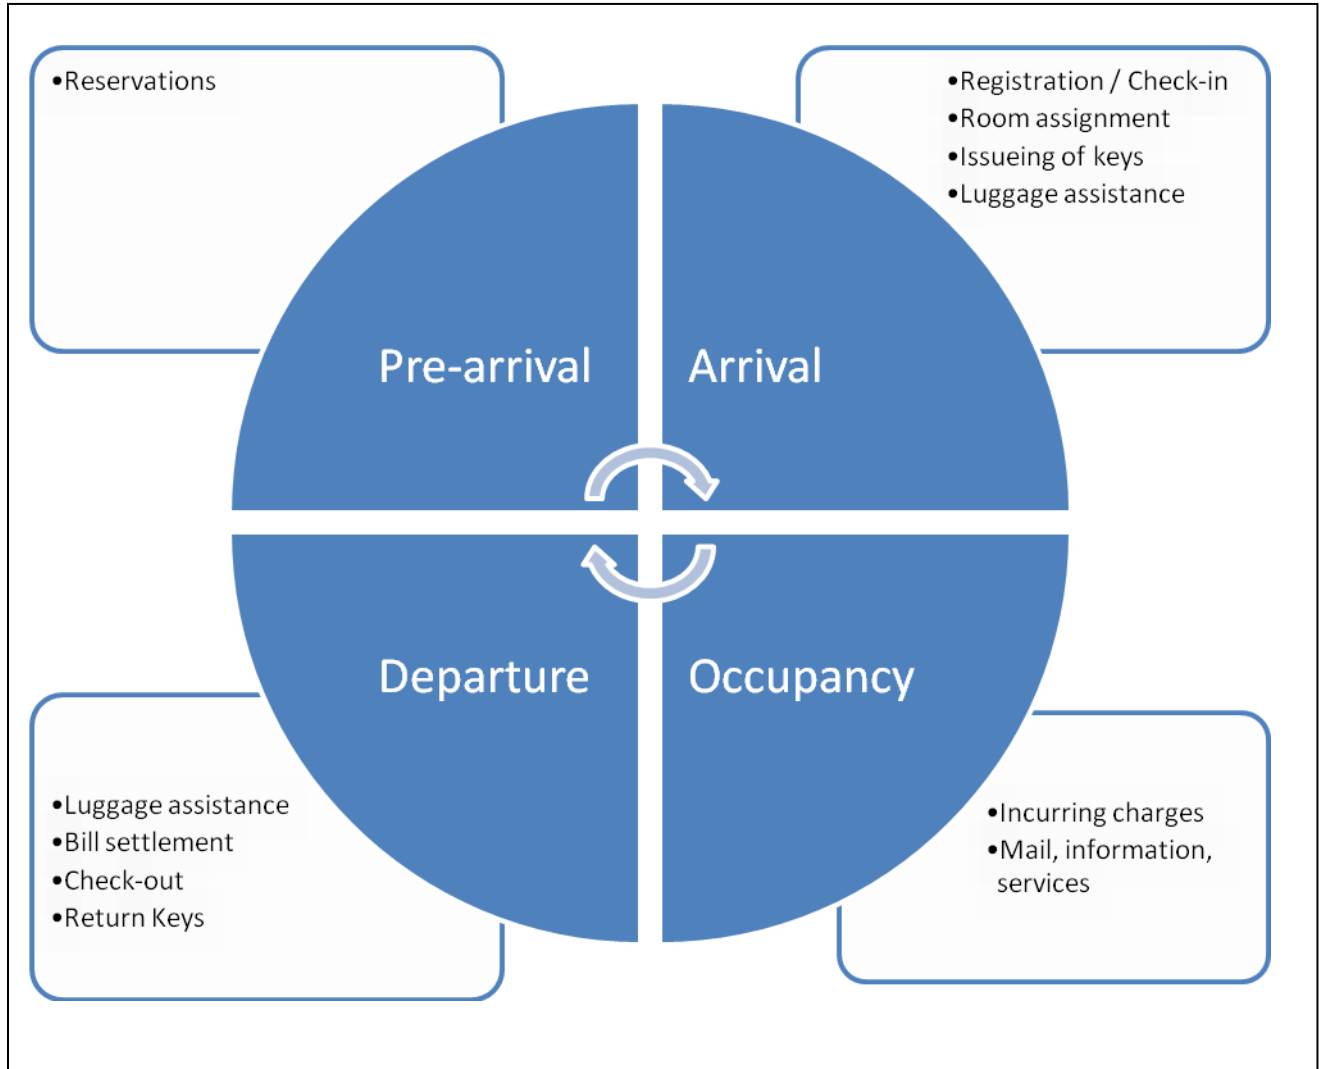 •Reservations
•Registration / Check-in
•Room assignment
•Issueing of keys
•Luggage assistance
Pre-arrival
Arrival
Departure
Occupancy
•Luggage assistance
•Bill settlement
•Check-out
•Return Keys
•Incurring charges
•Mail, information,
services